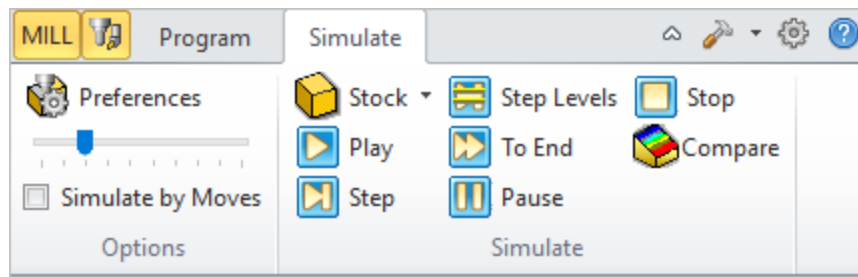 MILL Program Simulate ?
Preferences Stock Step Levels Stop
Play To End Compare
Simulate by Moves Step Pause
Options Simulate